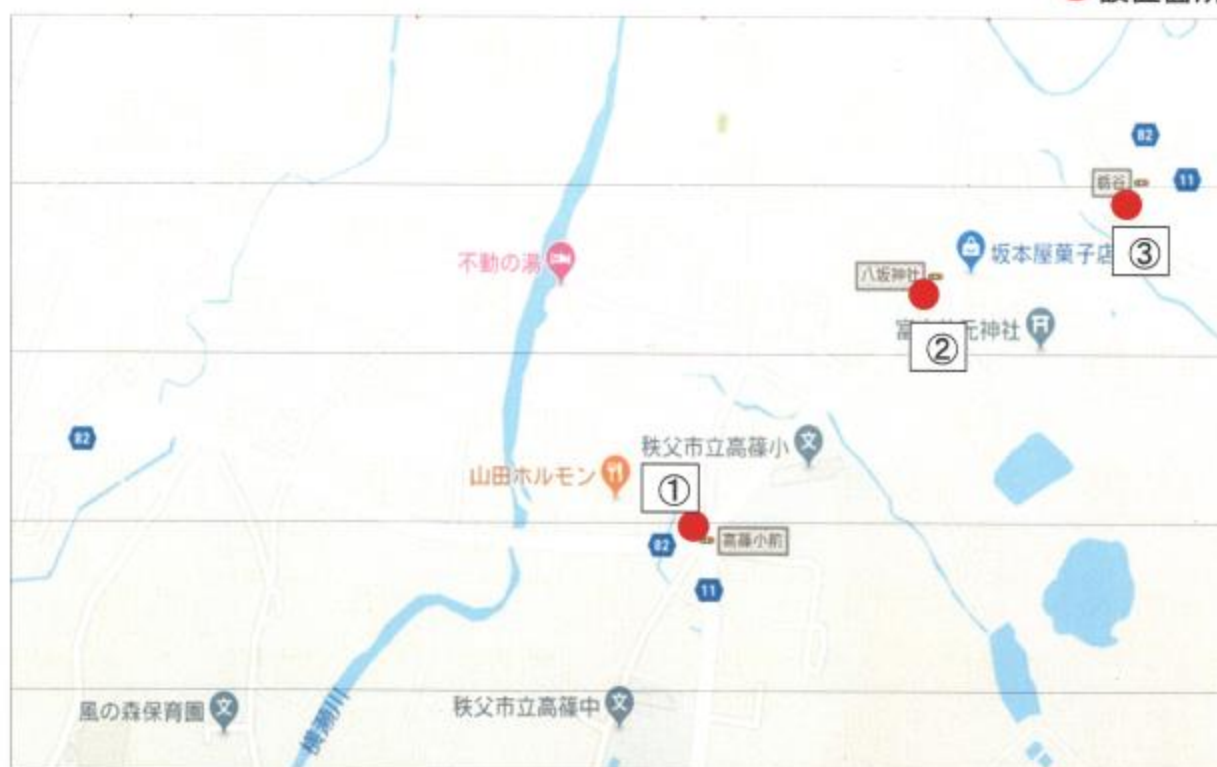 82
11
栃谷
③
坂本屋菓子店
不動の湯
八坂神社
②
元神社
82
秩父市立高篠小
山田ホルモン
①
82
高篠小前
11
風の森保育園
横瀬川
秩父市立高篠中